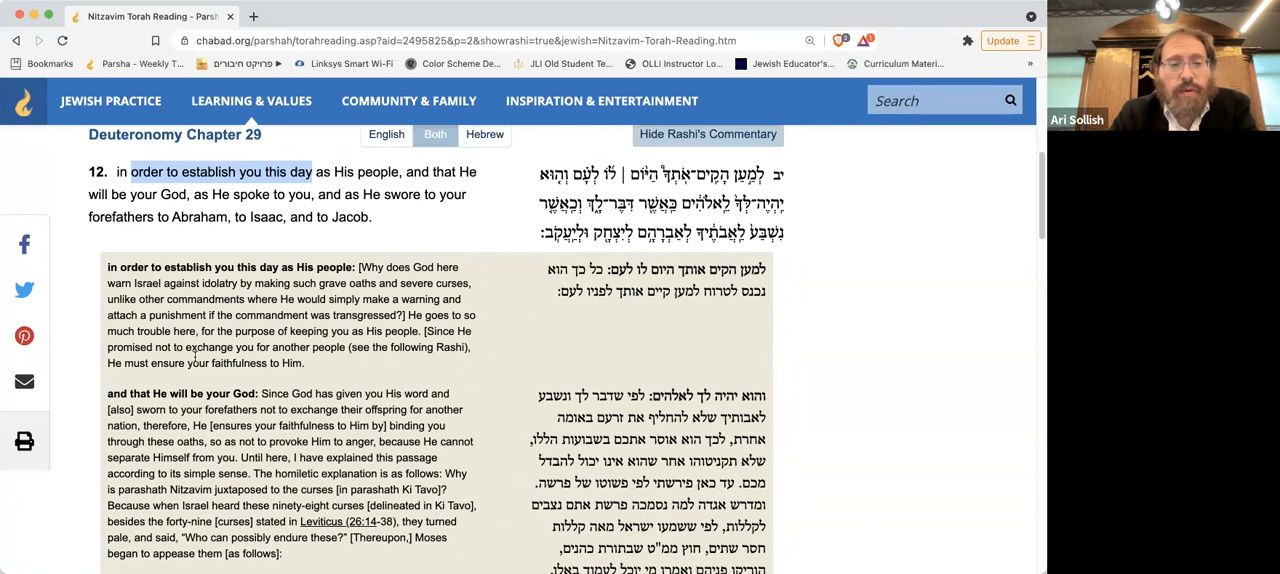 Nitzavim Torah Reading - Parsh
chabad.org/parshah/torahreading.asp?aid=2495825&p=2&showrashi=true&jewish=Nitzavim-Torah-Reading.htm
Update
Bookmarks Parsha - Weekly T... פרוייקט חיבורים Linksys Smart Wi-Fi Color Scheme De... JLI Old Student Te... OLLI Instructor Lo... Jewish Educator's... Curriculum Materi... »
JEWISH PRACTICE LEARNING & VALUES COMMUNITY & FAMILY INSPIRATION & ENTERTAINMENT Search
Ari Sollish
Deuteronomy Chapter 29 English Both Hebrew Hide Rashi's Commentary
12. in order to establish you this day as His people, and that He
will be your God, as He spoke to you, and as He swore to your
forefathers to Abraham, to Isaac, and to Jacob.
יב לְמַ֣עַן הָקִֽים־אֹתְךָ֩ הַיּ֨וֹם | ל֜וֹ לְעָ֗ם וְה֤וּא
יִֽהְיֶה־לְּךָ֙ לֵֽאלֹהִ֔ים כַּֽאֲשֶׁ֖ר דִּבֶּר־לָ֑ךְ וְכַֽאֲשֶׁ֤ר
נִשְׁבַּע֙ לַֽאֲבֹתֶ֔יךָ לְאַבְרָהָ֥ם לְיִצְחָ֖ק וּלְיַֽעֲקֹֽב:
in order to establish you this day as His people: [Why does God here
warn Israel against idolatry by making such grave oaths and severe curses,
unlike other commandments where He would simply make a warning and
attach a punishment if the commandment was transgressed?] He goes to so
much trouble here, for the purpose of keeping you as His people. [Since He
promised not to exchange you for another people (see the following Rashi),
He must ensure your faithfulness to Him.
למען הקים אותך היום לו לעם: כל כך הוא
נכנס לטרוח למען קיים אותך לפניו לעם:
and that He will be your God: Since God has given you His word and
[also] sworn to your forefathers not to exchange their offspring for another
nation, therefore, He [ensures your faithfulness to Him by] binding you
through these oaths, so as not to provoke Him to anger, because He cannot
separate Himself from you. Until here, I have explained this passage
according to its simple sense. The homiletic explanation is as follows: Why
is parashath Nitzavim juxtaposed to the curses [in parashath Ki Tavo]?
Because when Israel heard these ninety-eight curses [delineated in Ki Tavo],
besides the forty-nine [curses] stated in Leviticus (26:14-38), they turned
pale, and said, “Who can possibly endure these?” [Thereupon,] Moses
began to appease them [as follows]:
והוא יהיה לך לאלהים: לפי שדבר לך ונשבע
לאבותיך שלא להחליף את זרעם באומה
אחרת, לכך הוא אוסר אתכם בשבועות הללו,
שלא תקניטוהו אחר שהוא אינו יכול להבדל
מכם. עד כאן פירשתי לפי פשוטו של פרשה.
ומדרש אגדה למה נסמכה פרשת אתם נצבים
לקללות, לפי ששמעו ישראל מאה קללות
חסר שתים, חוץ ממ"ט שבתורת כהנים,
הוריקו פניהם ואמרו מי יוכל לעמוד באלו,